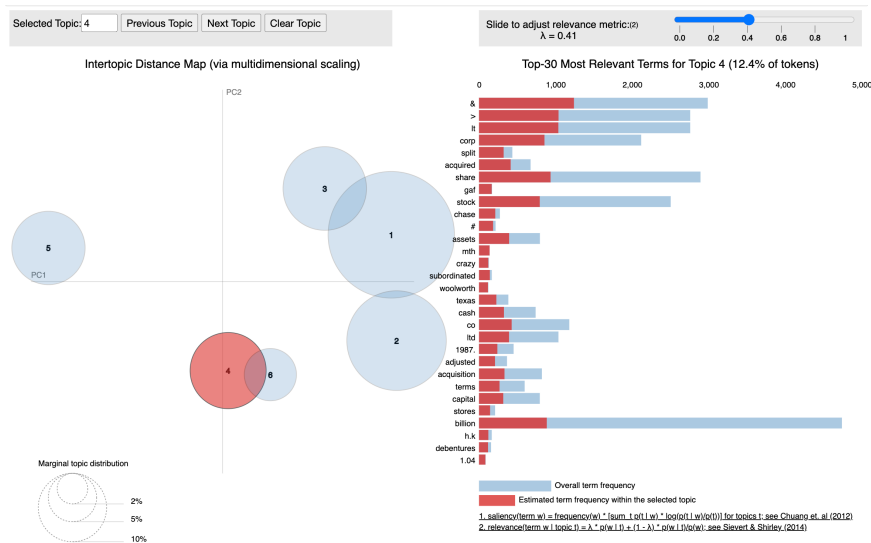 Selected Topic: 4 Previous Topic Next Topic Clear Topic
Slide to adjust relevance metric:(2)
λ = 0.41
0.0 0.2 0.4 0.6 0.8 1
Intertopic Distance Map (via multidimensional scaling)
PC2
PC1
5
3
1
2
4
6
Marginal topic distribution
2%
5%
10%
Top-30 Most Relevant Terms for Topic 4 (12.4% of tokens)
0 1,000 2,000 3,000 4,000 5,00
&
>
lt
corp
split
acquired
share
gaf
stock
chase
#
assets
mth
crazy
subordinated
woolworth
texas
cash
co
ltd
1987.
adjusted
acquisition
terms
capital
stores
billion
h.k
debentures
1.04
Overall term frequency
Estimated term frequency within the selected topic
1. saliency(term w) = frequency(w) * [sum_t p(t | w) * log(p(t | w)/p(t))] for topics t; see Chuang et. al (2012)
2. relevance(term w | topic t) = λ * p(w | t) + (1 - λ) * p(w | t)/p(w); see Sievert & Shirley (2014)